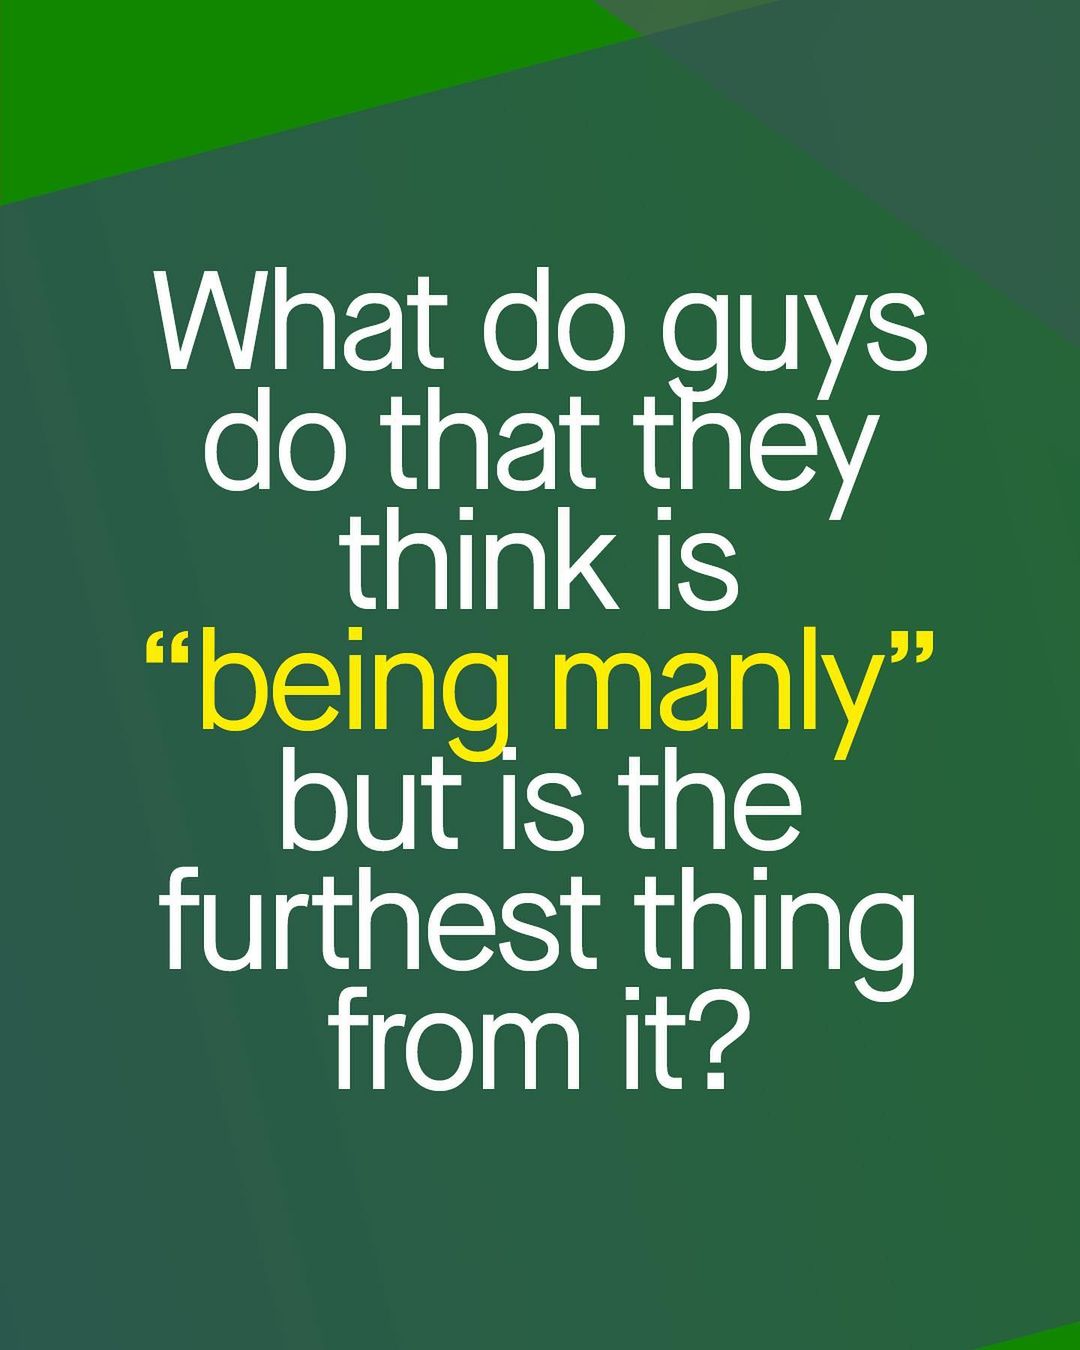 What do guys
do that they
think is
“being manly”
but is the
furthest thing
from it?